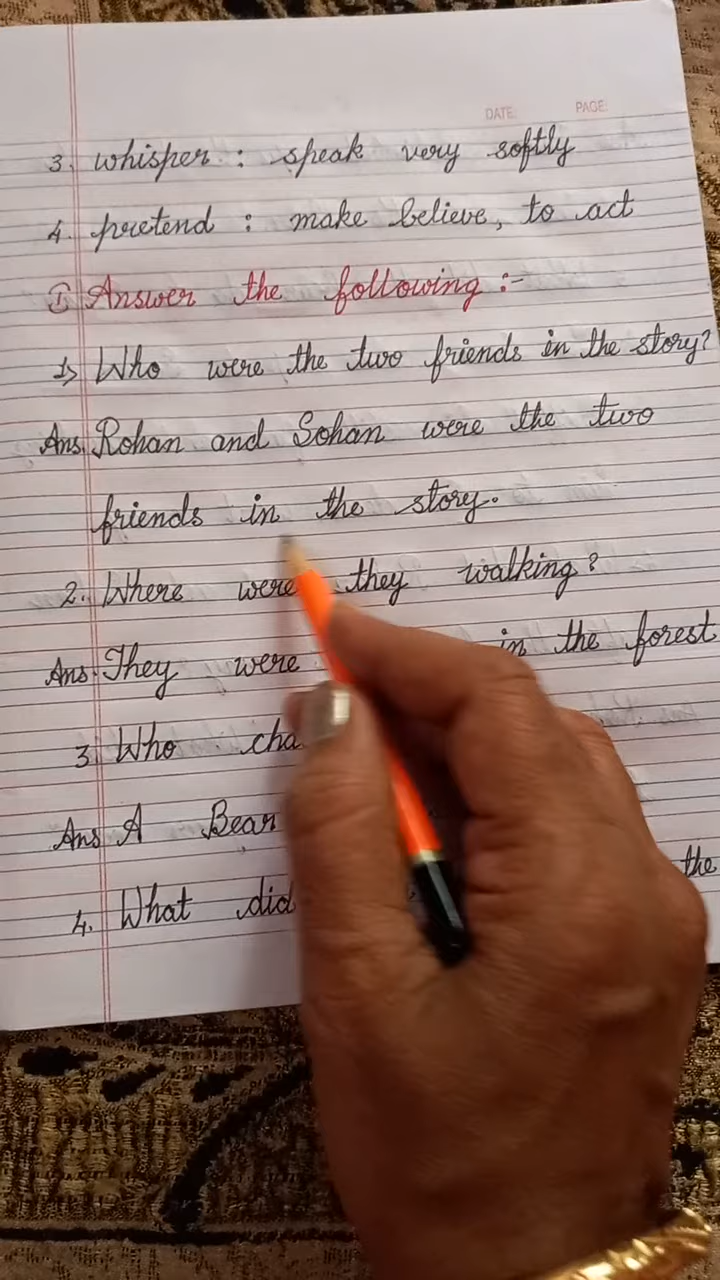 DATE: PAGE:
3. whisper : speak very softly
4. pretend : make believe, to act
I Answer the following :-
1> Who were the two friends in the story?
Ans. Rohan and Sohan were the two
friends in the story.
2. Where were they walking?
Ans. They were in the forest
3. Who cha
Ans A Bear
4. What did the